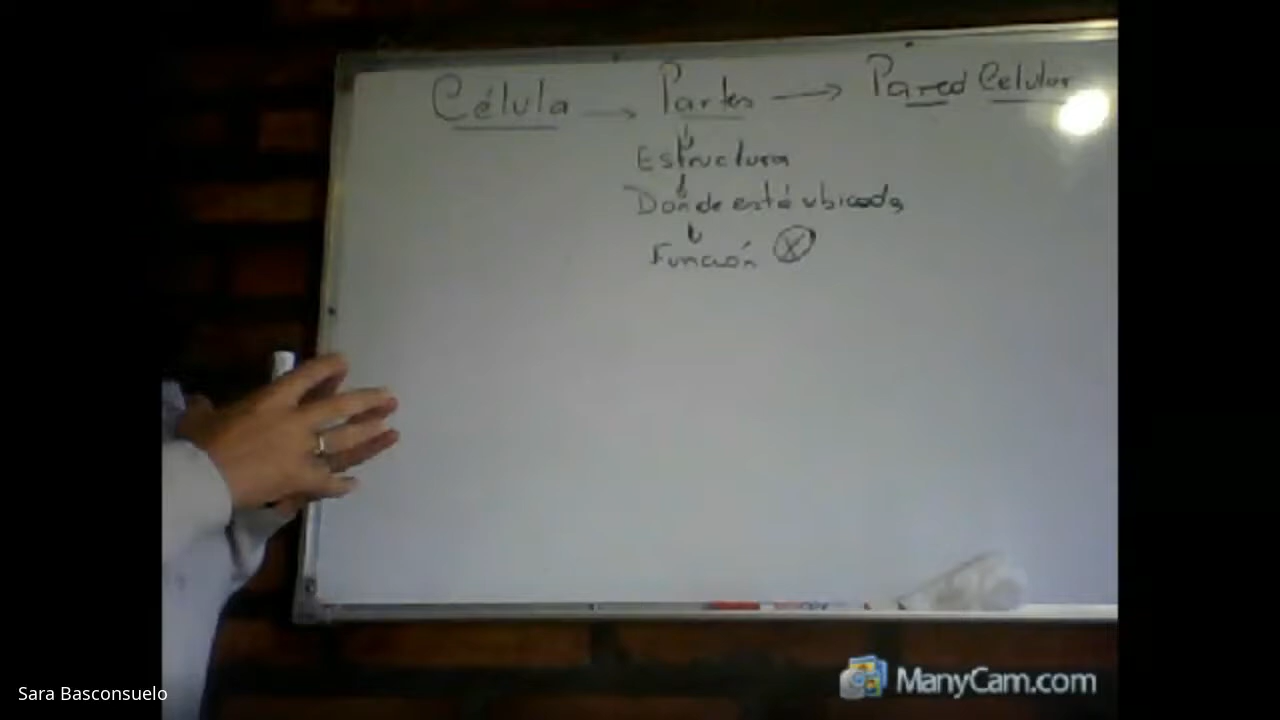 Célula → Partes → Pared Celular
Estructura
Donde está ubicada
Función ⓧ
Sara Basconsuelo
ManyCam.com